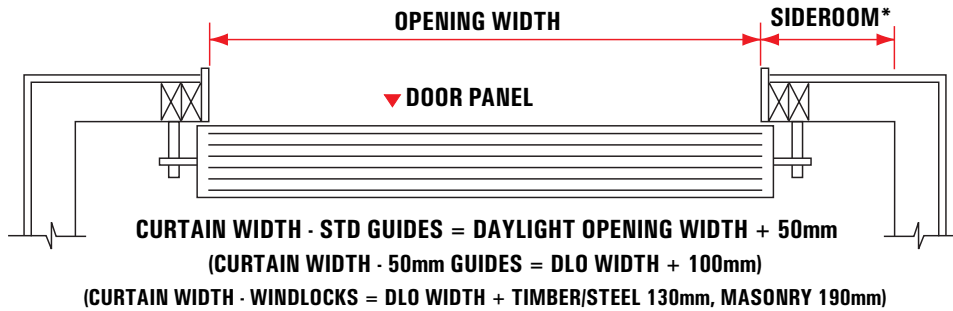 OPENING WIDTH
SIDEROOM*
DOOR PANEL
CURTAIN WIDTH - STD GUIDES = DAYLIGHT OPENING WIDTH + 50mm
(CURTAIN WIDTH - 50mm GUIDES = DLO WIDTH + 100mm)
(CURTAIN WIDTH - WINDLOCKS = DLO WIDTH + TIMBER/STEEL 130mm, MASONRY 190mm)